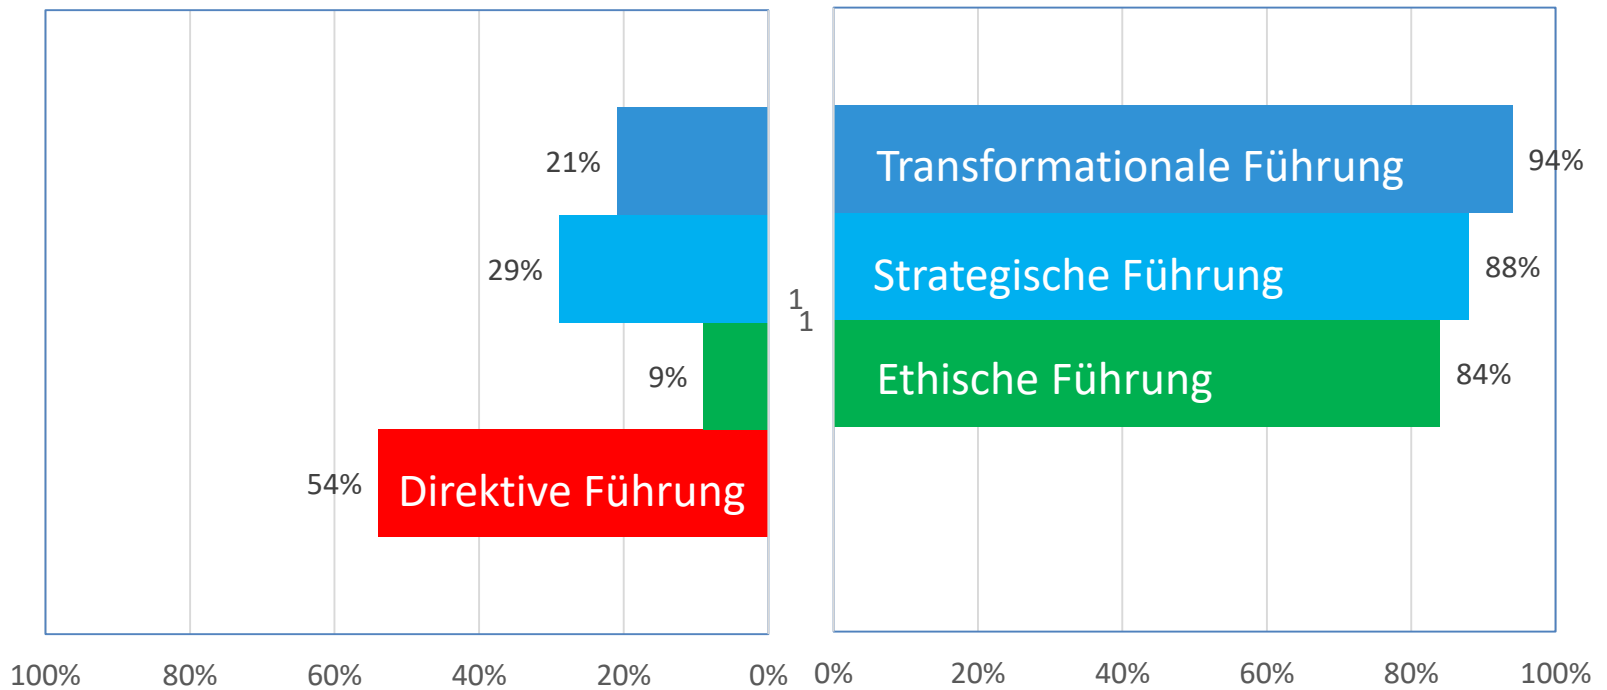 21%
Transformationale Führung
94%
29%
Strategische Führung
88%
1
1
9%
Ethische Führung
84%
54%
Direktive Führung
100% 80% 60% 40% 20% 0%
0% 20% 40% 60% 80% 100%